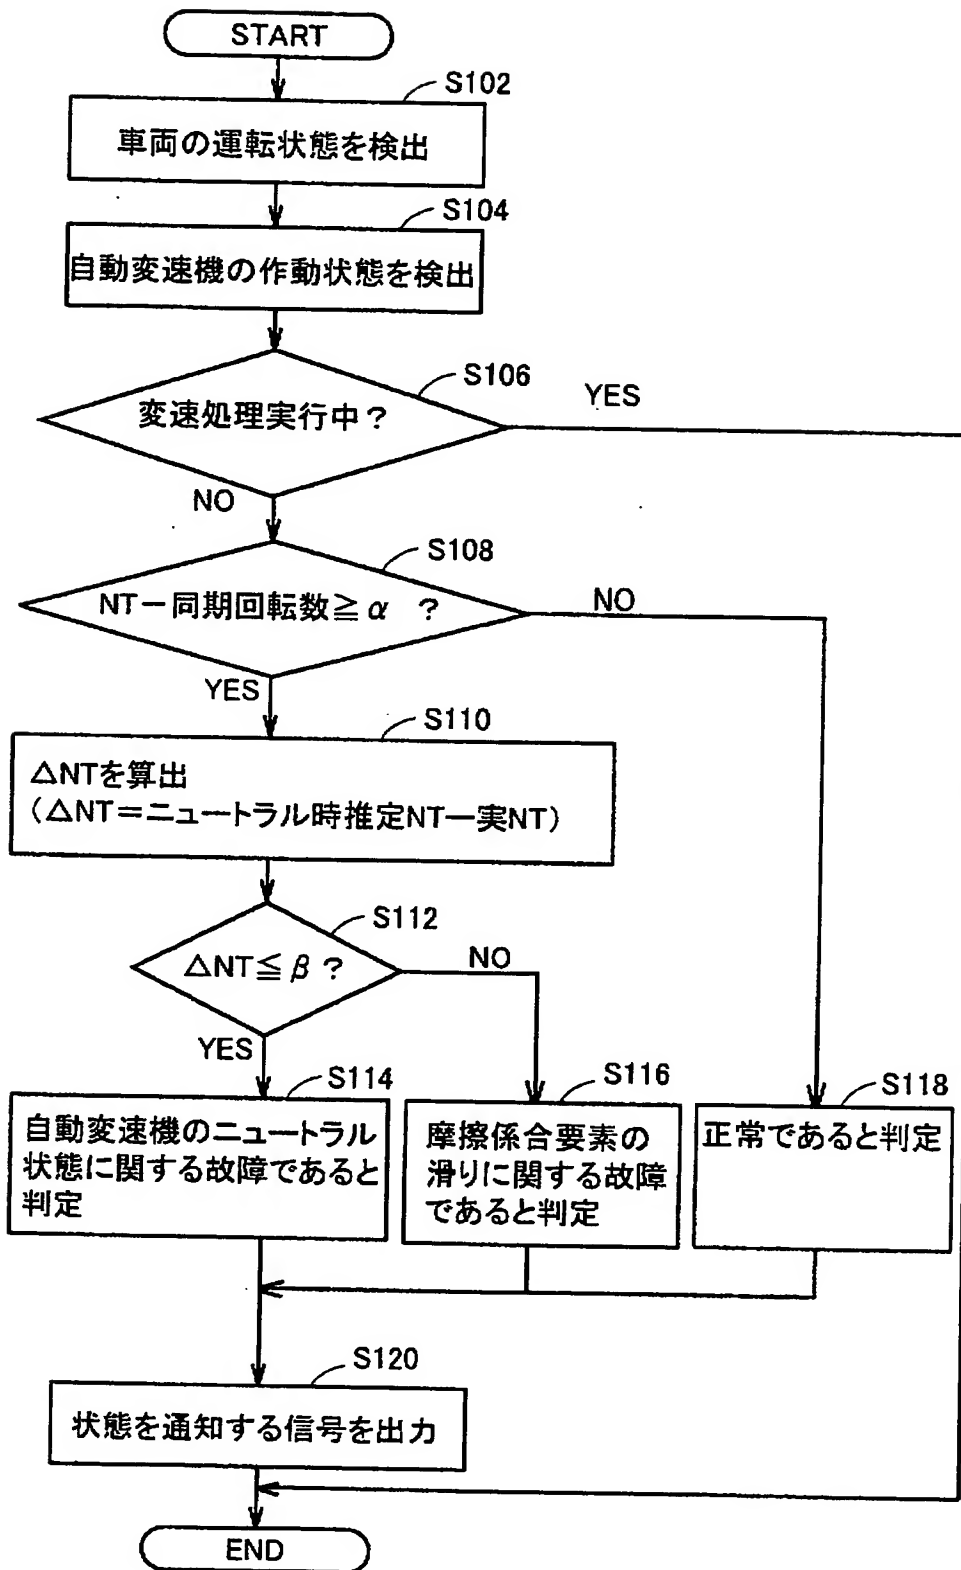 START
S102
車両の運転状態を検出
S104
自動変速機の作動状態を検出
S106
変速処理実行中？
YES
NO
S108
NT－同期回転数≧α ？
NO
YES
S110
△NTを算出
（△NT＝ニュートラル時推定NT－実NT）
S112
△NT≦β？
NO
YES
S114
自動変速機のニュートラル
状態に関する故障であると
判定
S116
摩擦係合要素の
滑りに関する故障
であると判定
S118
正常であると判定
S120
状態を通知する信号を出力
END